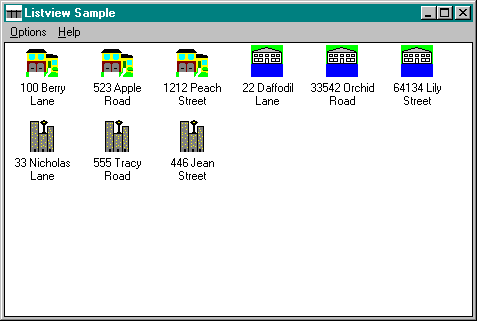 Listview Sample
Options Help
100 Berry
Lane
523 Apple
Road
1212 Peach
Street
22 Daffodil
Lane
33542 Orchid
Road
64134 Lily
Street
33 Nicholas
Lane
555 Tracy
Road
446 Jean
Street